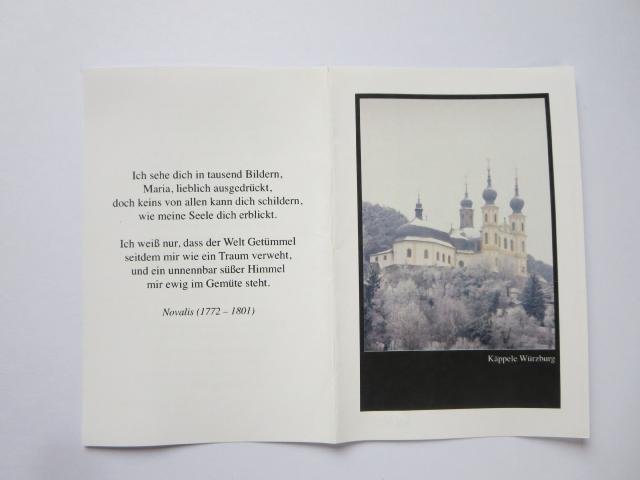 Ich sehe dich in tausend Bildern,
Maria, lieblich ausgedrückt,
doch keins von allen kann dich schildern,
wie meine Seele dich erblickt.
Ich weiß nur, dass der Welt Getümmel
seitdem mir wie ein Traum verweht,
und ein unnennbar süßer Himmel
mir ewig im Gemüte steht.
Novalis (1772 – 1801)
Käppele Würzburg